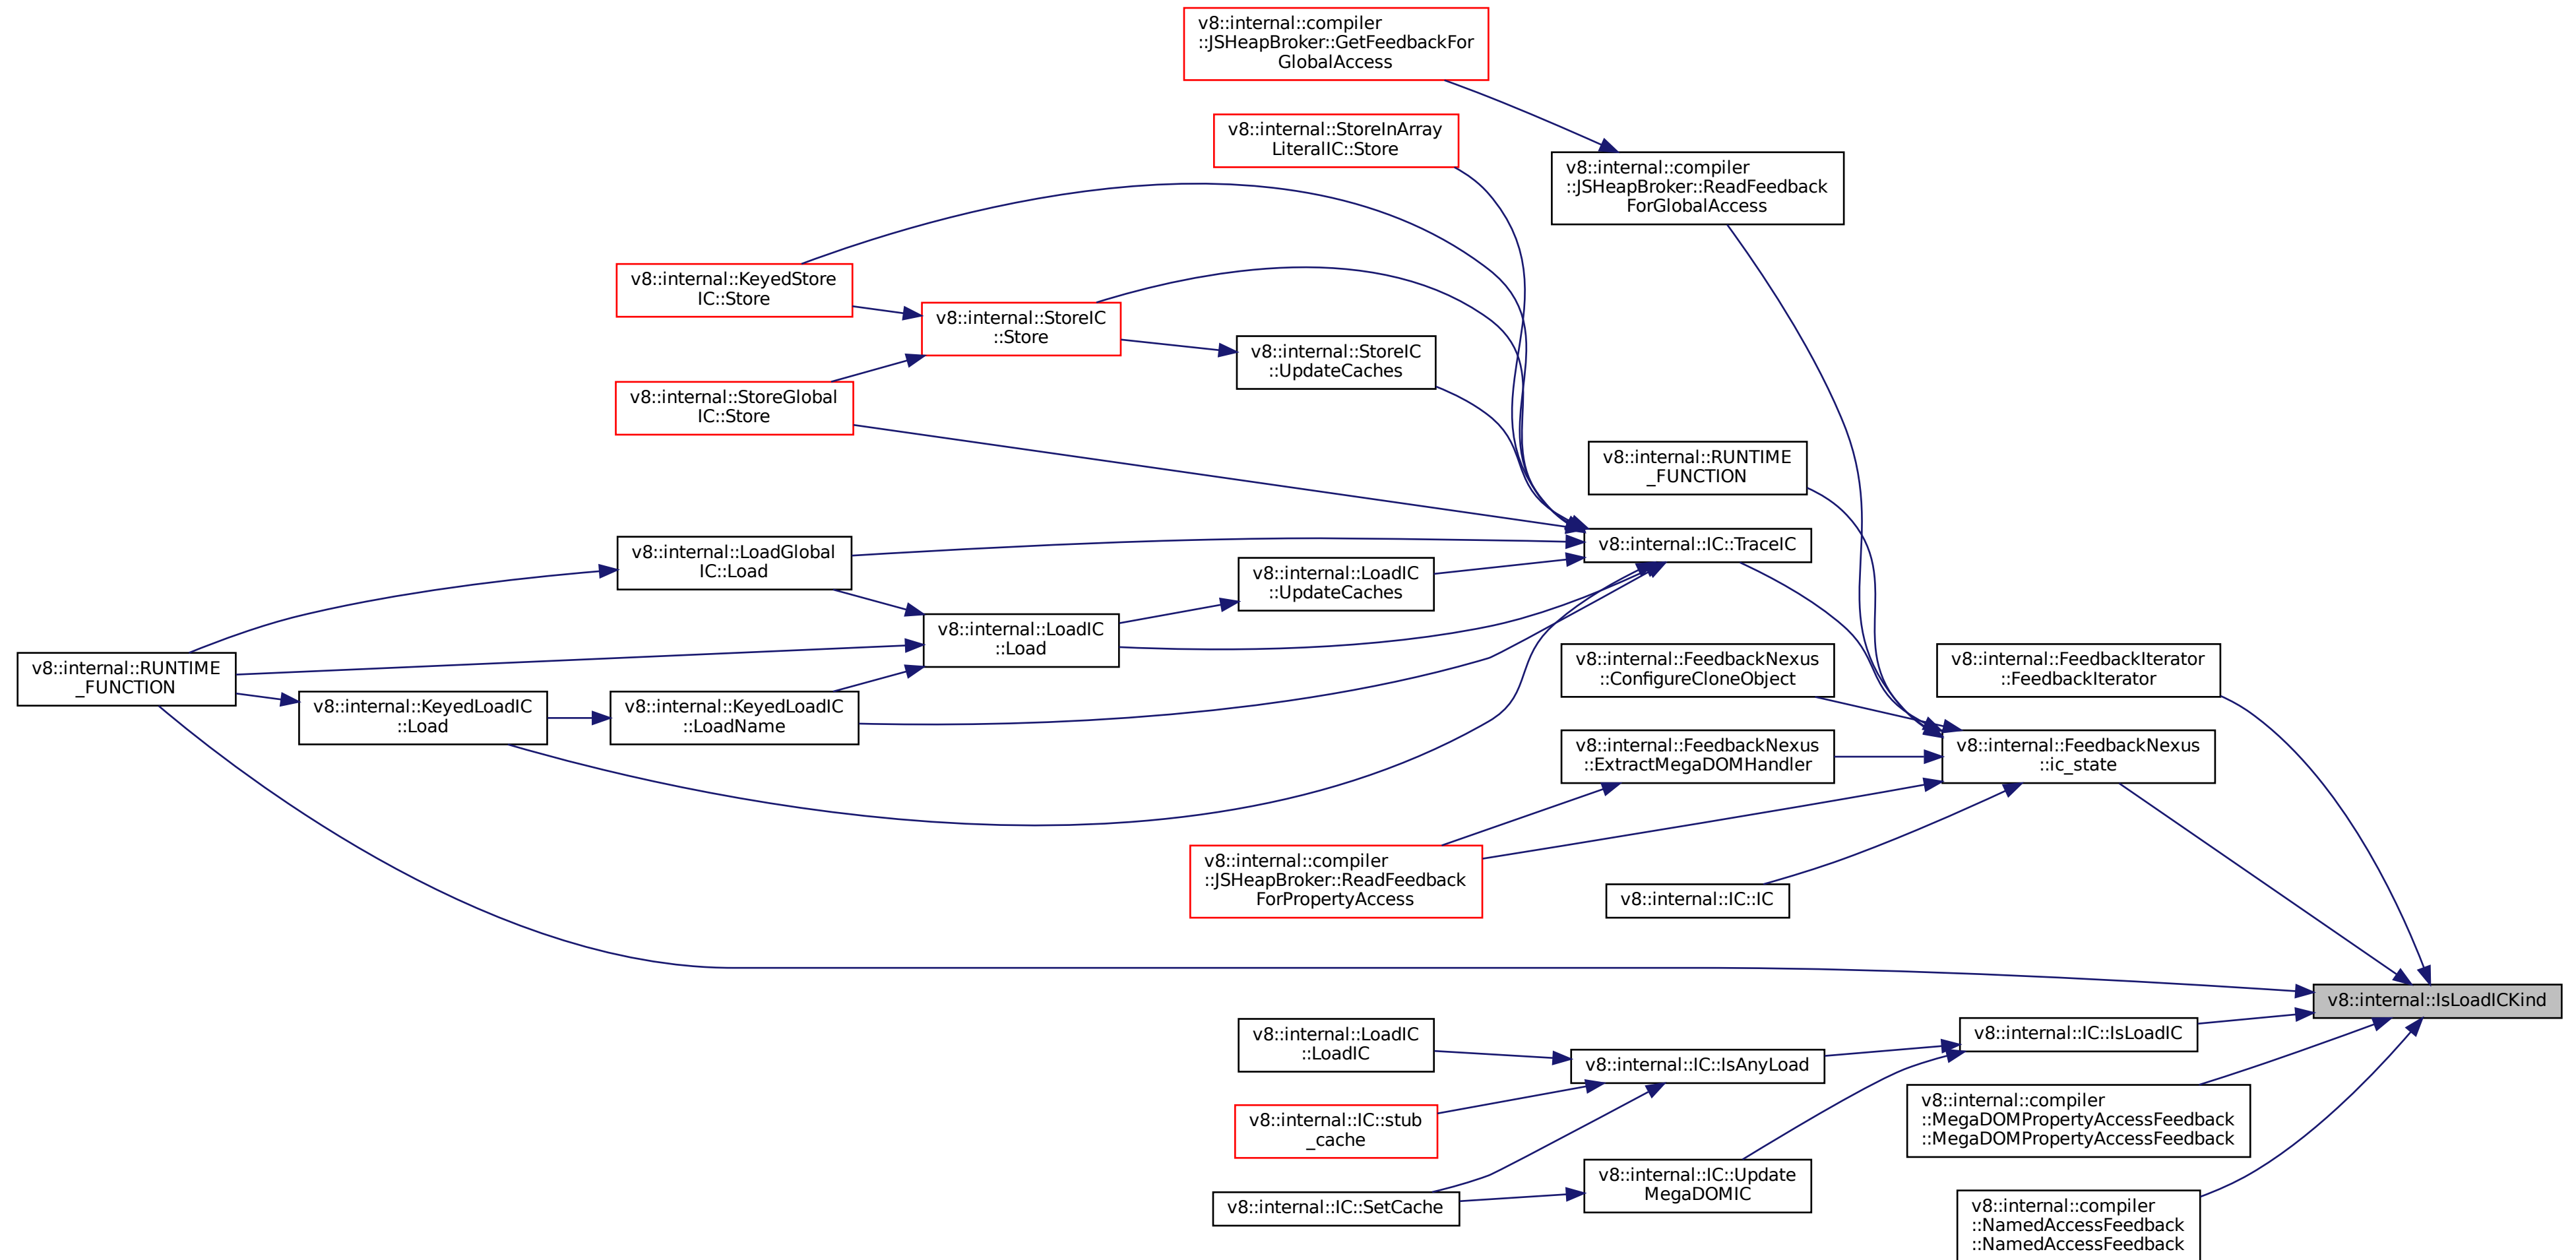 v8::internal::compiler
::JSHeapBroker::GetFeedbackFor
GlobalAccess
v8::internal::StoreInArray
LiteralIC::Store
v8::internal::compiler
::JSHeapBroker::ReadFeedback
ForGlobalAccess
v8::internal::KeyedStore
IC::Store
v8::internal::StoreIC
::Store
v8::internal::StoreIC
::UpdateCaches
v8::internal::StoreGlobal
IC::Store
v8::internal::RUNTIME
_FUNCTION
v8::internal::IC::TraceIC
v8::internal::LoadGlobal
IC::Load
v8::internal::LoadIC
::UpdateCaches
v8::internal::LoadIC
::Load
v8::internal::RUNTIME
_FUNCTION
v8::internal::KeyedLoadIC
::Load
v8::internal::KeyedLoadIC
::LoadName
v8::internal::FeedbackNexus
::ConfigureCloneObject
v8::internal::FeedbackIterator
::FeedbackIterator
v8::internal::FeedbackNexus
::ExtractMegaDOMHandler
v8::internal::FeedbackNexus
::ic_state
v8::internal::compiler
::JSHeapBroker::ReadFeedback
ForPropertyAccess
v8::internal::IC::IC
v8::internal::IsLoadICKind
v8::internal::LoadIC
::LoadIC
v8::internal::IC::IsAnyLoad
v8::internal::IC::IsLoadIC
v8::internal::IC::stub
_cache
v8::internal::compiler
::MegaDOMPropertyAccessFeedback
::MegaDOMPropertyAccessFeedback
v8::internal::IC::Update
MegaDOMIC
v8::internal::IC::SetCache
v8::internal::compiler
::NamedAccessFeedback
::NamedAccessFeedback